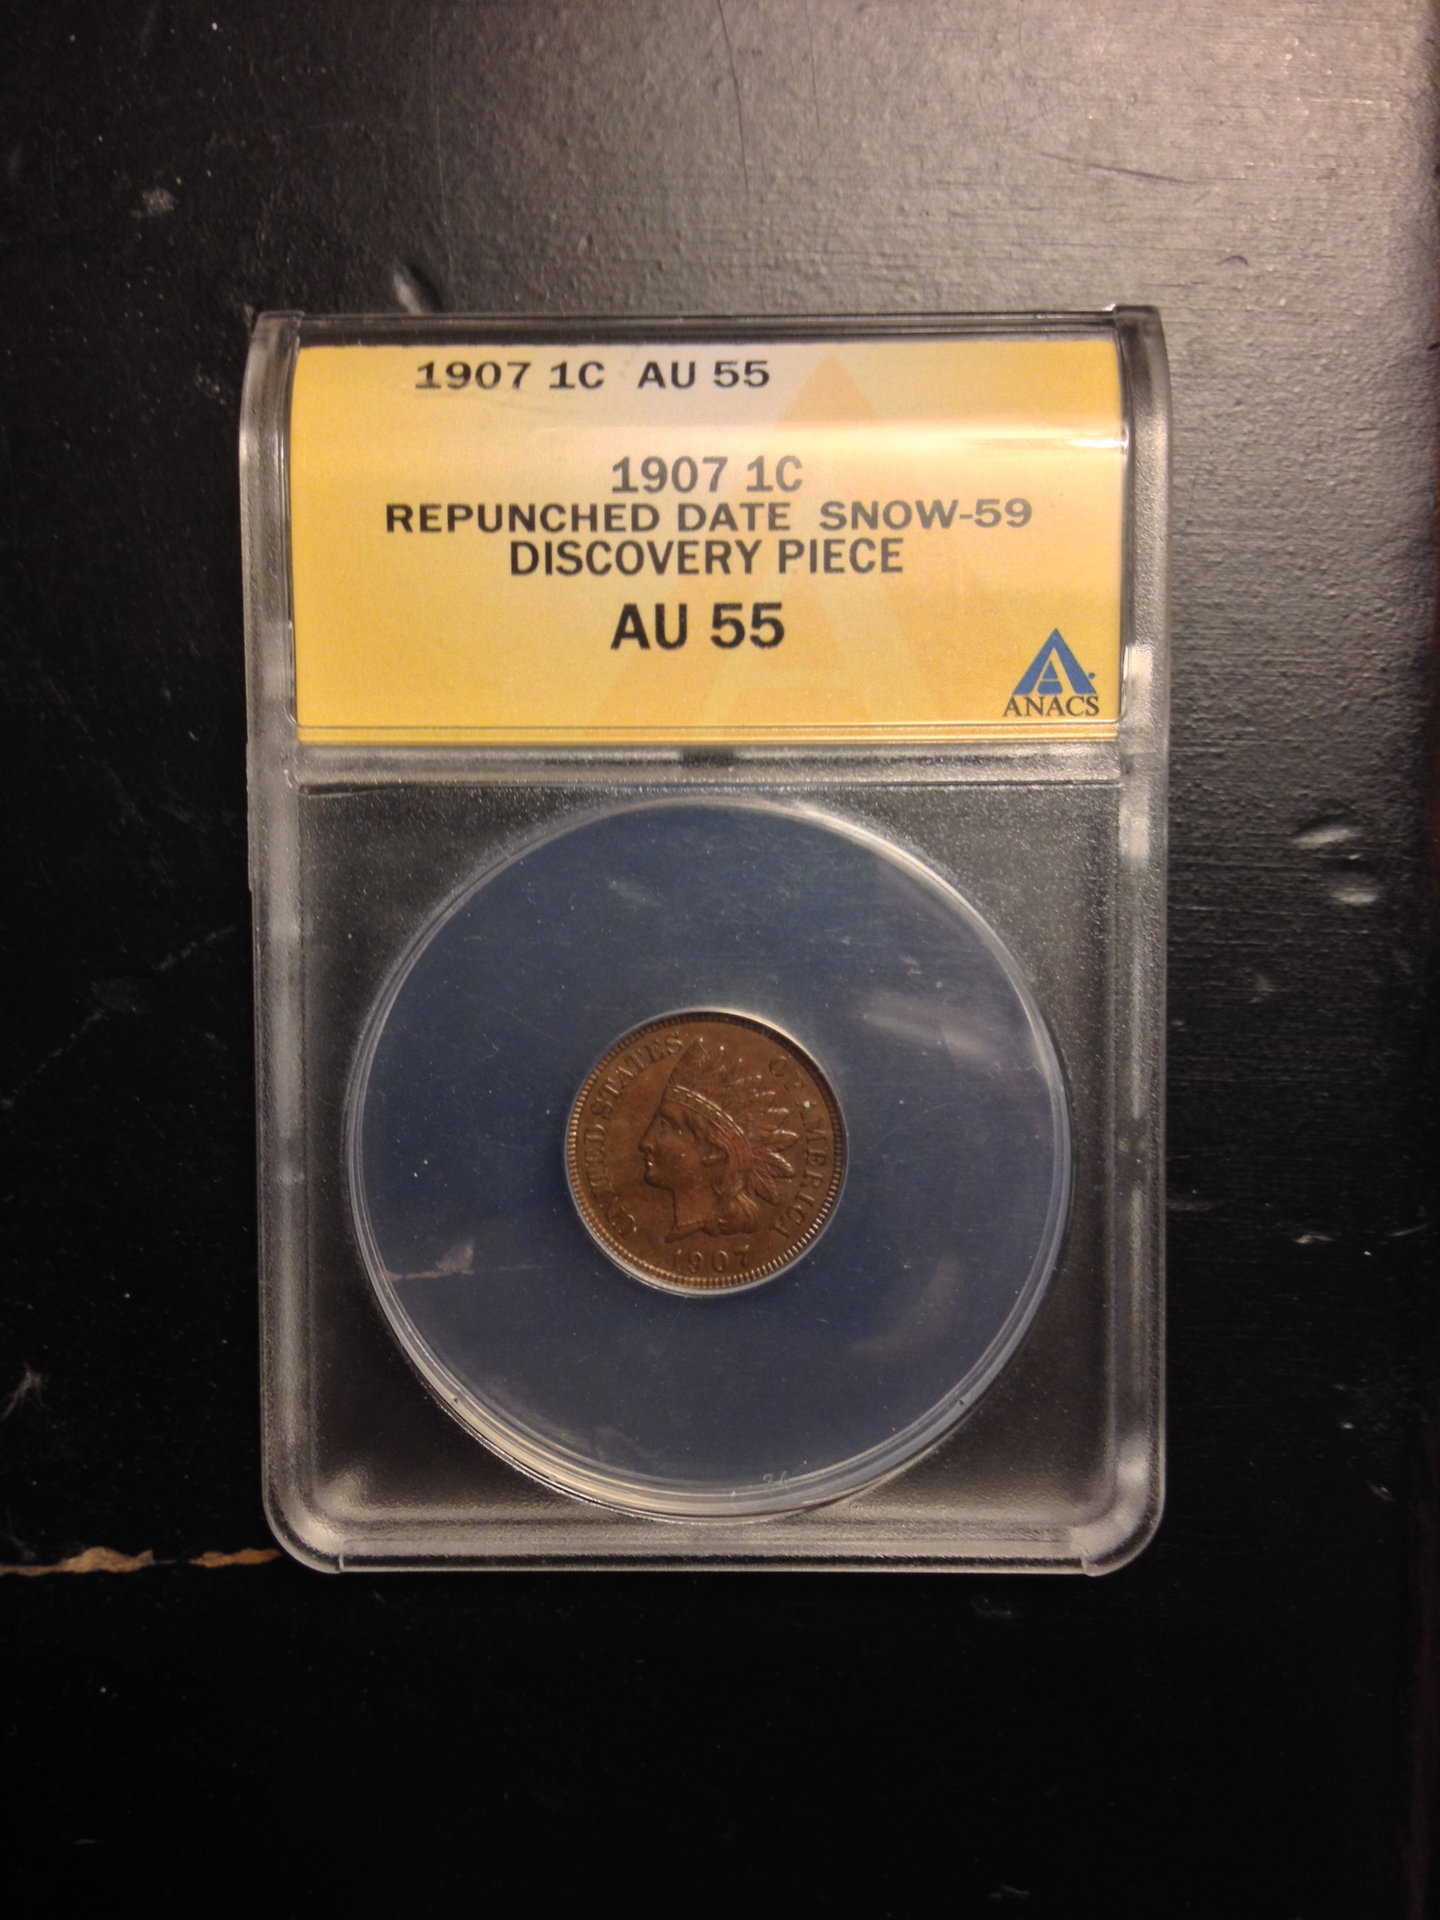 1907 1C AU 55
1907 1C
REPUNCHED DATE SNOW-59
DISCOVERY PIECE
AU 55
ANACS
UNITED STATES OF AMERICA
1907